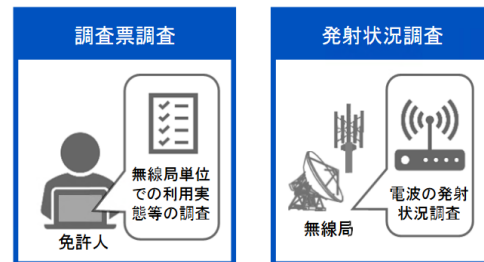 調査票調査
無線局単位
での利用実
態等の調査
免許人
発射状況調査
電波の発射
状況調査
無線局